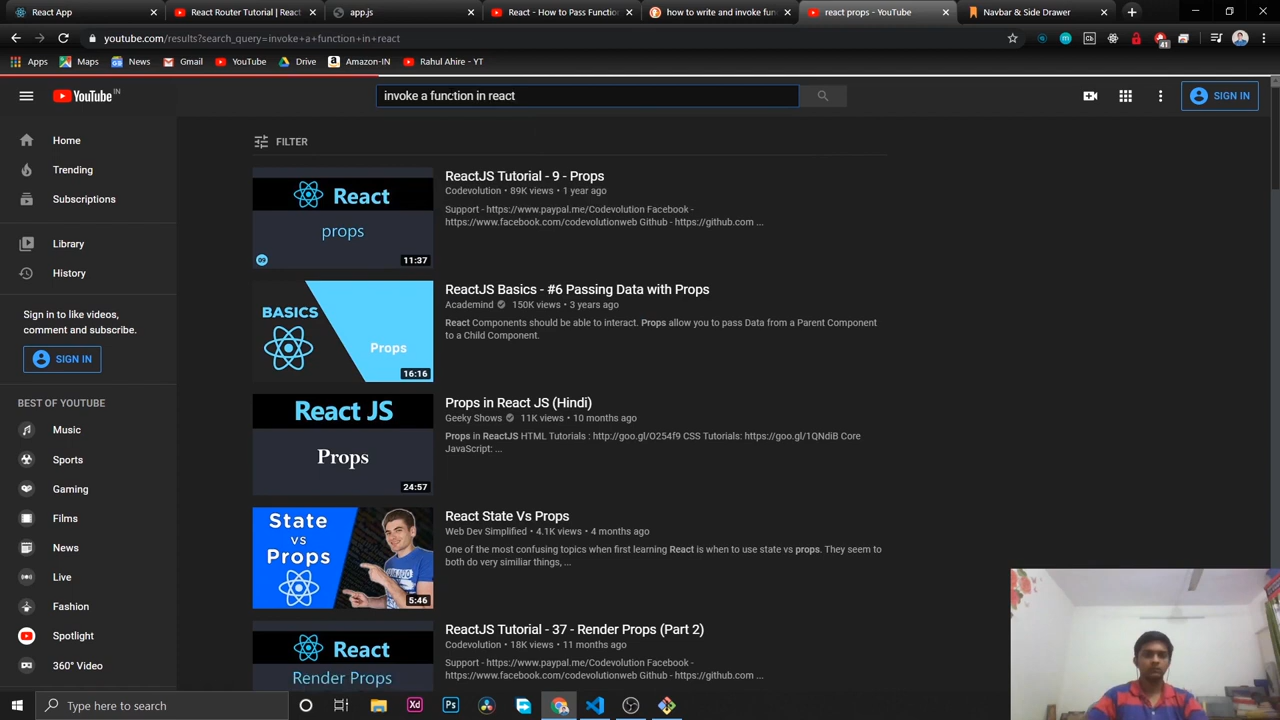 React App
React Router Tutorial | React
app.js
React - How to Pass Functio
how to write and invoke fun
react props - YouTube
Navbar & Side Drawer
youtube.com/results?search_query=invoke+a+function+in+react
41
Apps
Maps
News
Gmail
YouTube
Drive
Amazon-IN
Rahul Ahire - YT
YouTube IN
invoke a function in react
SIGN IN
Home
Trending
Subscriptions
Library
History
Sign in to like videos,
comment and subscribe.
SIGN IN
BEST OF YOUTUBE
Music
Sports
Gaming
Films
News
Live
Fashion
Spotlight
360° Video
FILTER
React
props
09
11:37
ReactJS Tutorial - 9 - Props
Codevolution • 89K views • 1 year ago
Support - https://www.paypal.me/Codevolution Facebook -
https://www.facebook.com/codevolutionweb Github - https://github.com ...
BASICS
Props
16:16
ReactJS Basics - #6 Passing Data with Props
Academind 150K views • 3 years ago
React Components should be able to interact. Props allow you to pass Data from a Parent Component
to a Child Component.
React JS
Props
24:57
Props in React JS (Hindi)
Geeky Shows 11K views • 10 months ago
Props in ReactJS HTML Tutorials : http://goo.gl/O254f9 CSS Tutorials: https://goo.gl/1QNdiB Core
JavaScript: ...
State
vs
Props
5:46
React State Vs Props
Web Dev Simplified • 4.1K views • 4 months ago
One of the most confusing topics when first learning React is when to use state vs props. They seem to
both do very similiar things, ...
React
Render Props
ReactJS Tutorial - 37 - Render Props (Part 2)
Codevolution • 18K views • 11 months ago
Support - https://www.paypal.me/Codevolution Facebook -
https://www.facebook.com/codevolutionweb Github - https://github.com ...
Type here to search
Xd
Ps